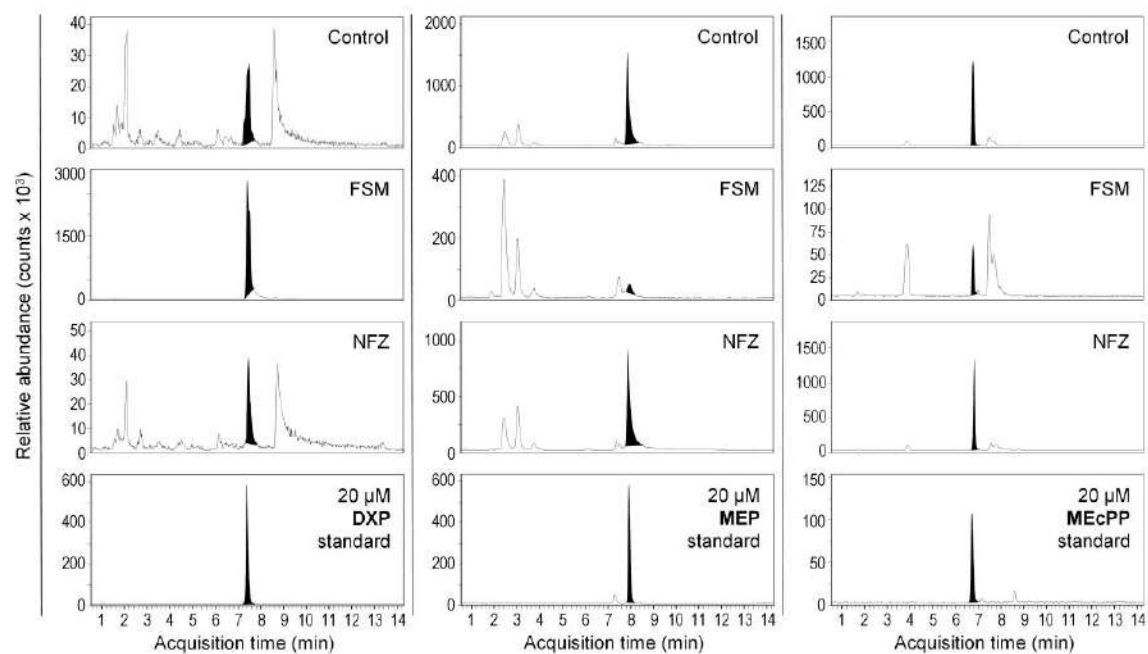 Relative abundance (counts x 10³)
40
30
20
10
0
Control
2000
1000
0
Control
1500
1000
500
0
Control
3000
1500
0
FSM
400
200
0
FSM
125
100
75
50
25
0
FSM
50
40
30
20
10
0
NFZ
1000
500
0
NFZ
1500
1000
500
0
NFZ
600
400
200
0
20 µM
DXP
standard
600
400
200
0
20 µM
MEP
standard
150
100
50
0
20 µM
MEcPP
standard
1 2 3 4 5 6 7 8 9 10 11 12 13 14
1 2 3 4 5 6 7 8 9 10 11 12 13 14
1 2 3 4 5 6 7 8 9 10 11 12 13 14
Acquisition time (min)
Acquisition time (min)
Acquisition time (min)